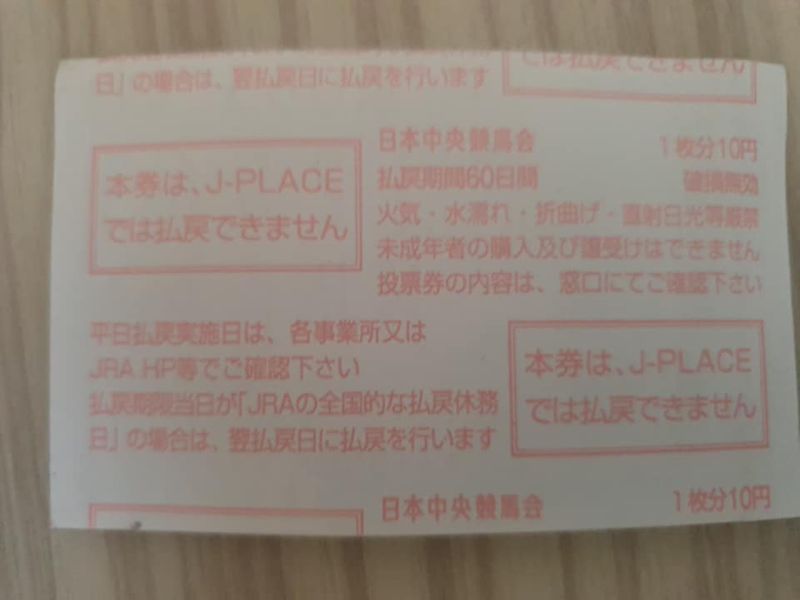 日」の場合は、翌払戻日に払戻を行います
では払戻できません
日本中央競馬会 1枚分10円
本券は、J-PLACE
では払戻できません
払戻期間60日間 破損無効
火気・水濡れ・折曲げ・直射日光等厳禁
未成年者の購入及び譲受けはできません
投票券の内容は、窓口にてご確認下さい
平日払戻実施日は、各事業所又は
JRA HP等でご確認下さい
払戻期限当日が「JRAの全国的な払戻休務
日」の場合は、翌払戻日に払戻を行います
本券は、J-PLACE
では払戻できません
日本中央競馬会 1枚分10円